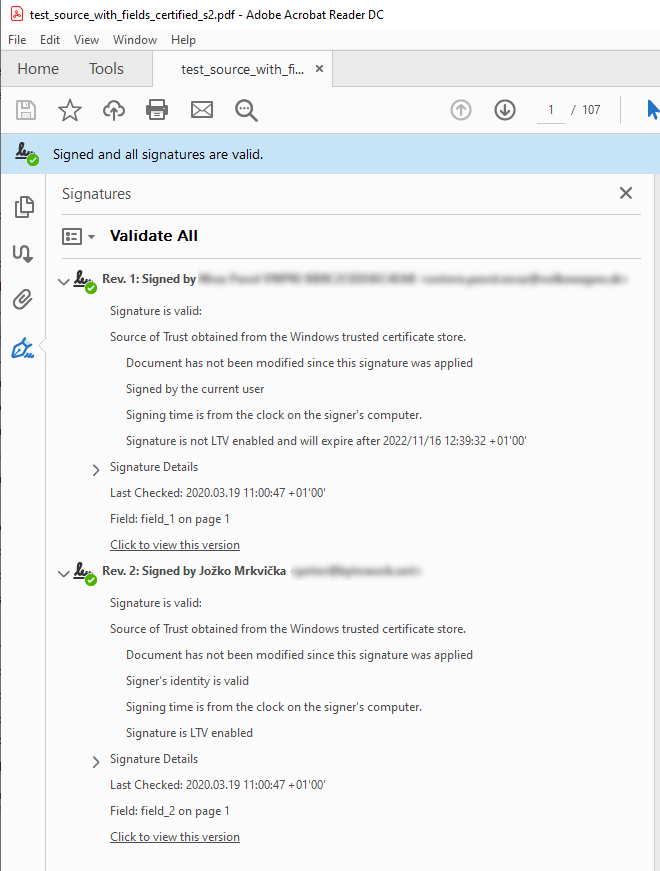 test_source_with_fields_certified_s2.pdf - Adobe Acrobat Reader DC
File Edit View Window Help
Home Tools test_source_with_fi... ×
1 / 107
Signed and all signatures are valid.
Signatures
Validate All
Rev. 1: Signed by
Signature is valid:
Source of Trust obtained from the Windows trusted certificate store.
Document has not been modified since this signature was applied
Signed by the current user
Signing time is from the clock on the signer's computer.
Signature is not LTV enabled and will expire after 2022/11/16 12:39:32 +01'00'
Signature Details
Last Checked: 2020.03.19 11:00:47 +01'00'
Field: field_1 on page 1
Click to view this version
Rev. 2: Signed by Jožko Mrkvička
Signature is valid:
Source of Trust obtained from the Windows trusted certificate store.
Document has not been modified since this signature was applied
Signer's identity is valid
Signing time is from the clock on the signer's computer.
Signature is LTV enabled
Signature Details
Last Checked: 2020.03.19 11:00:47 +01'00'
Field: field_2 on page 1
Click to view this version